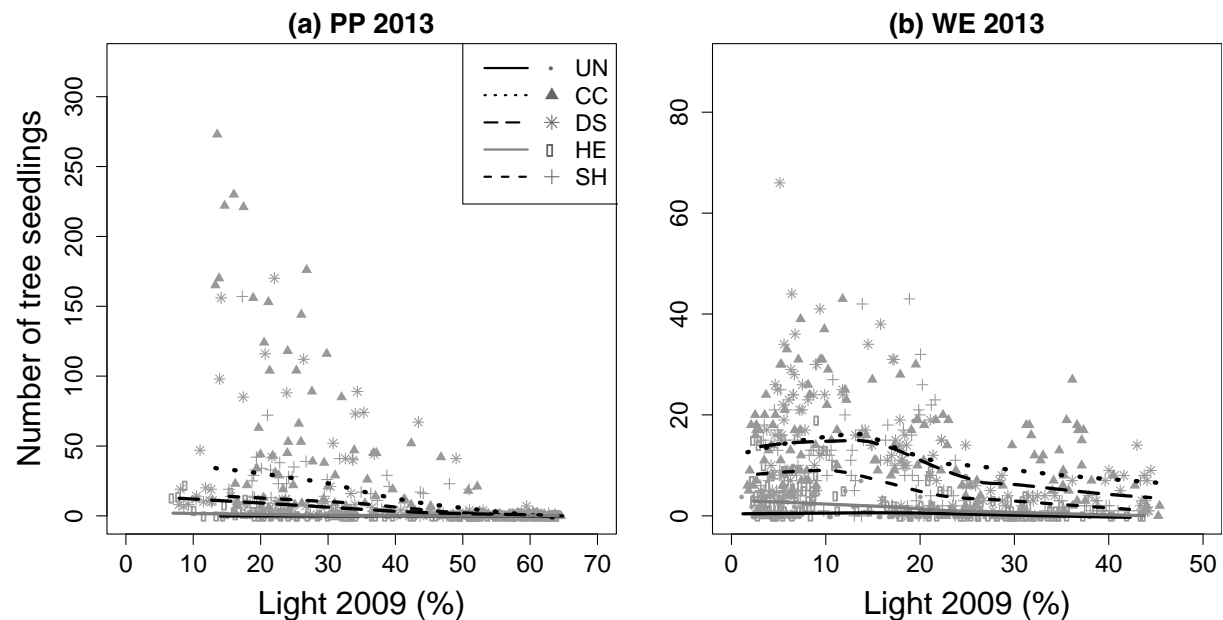 (a) PP 2013
Number of tree seedlings
300
250
200
150
100
50
0
UN
CC
DS
HE
SH
0 10 20 30 40 50 60 70
Light 2009 (%)
(b) WE 2013
80
60
40
20
0
0 10 20 30 40 50
Light 2009 (%)